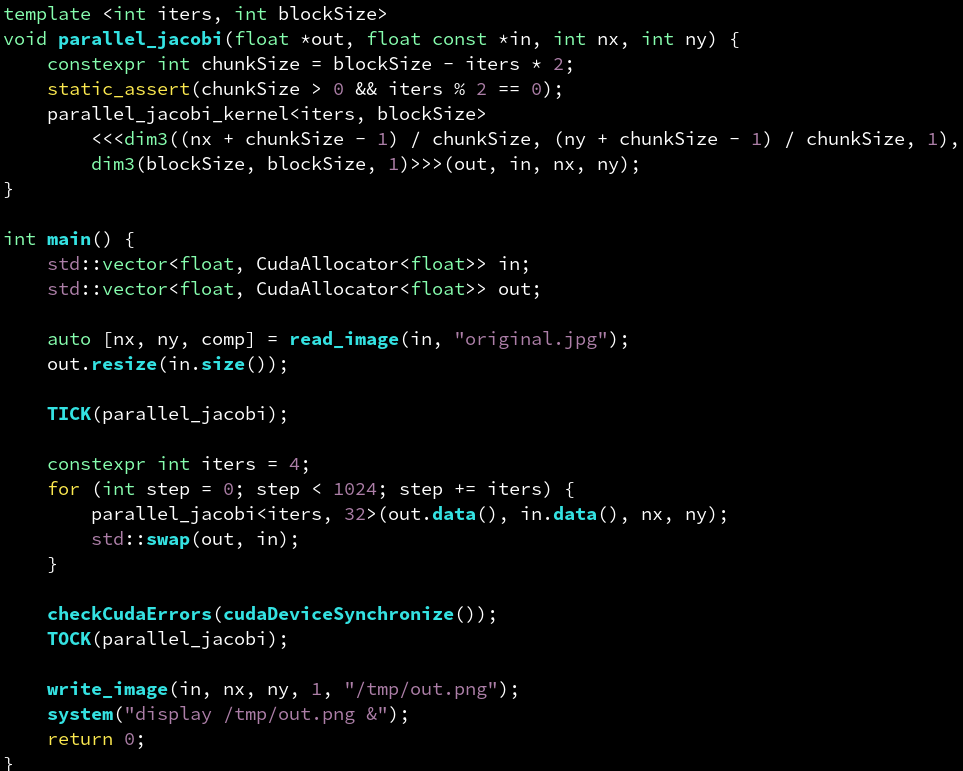 template <int iters, int blockSize>
void parallel_jacobi(float *out, float const *in, int nx, int ny) {
    constexpr int chunkSize = blockSize - iters * 2;
    static_assert(chunkSize > 0 && iters % 2 == 0);
    parallel_jacobi_kernel<iters, blockSize>
        <<<dim3((nx + chunkSize - 1) / chunkSize, (ny + chunkSize - 1) / chunkSize, 1),
        dim3(blockSize, blockSize, 1)>>>(out, in, nx, ny);
}

int main() {
    std::vector<float, CudaAllocator<float>> in;
    std::vector<float, CudaAllocator<float>> out;

    auto [nx, ny, comp] = read_image(in, "original.jpg");
    out.resize(in.size());

    TICK(parallel_jacobi);

    constexpr int iters = 4;
    for (int step = 0; step < 1024; step += iters) {
        parallel_jacobi<iters, 32>(out.data(), in.data(), nx, ny);
        std::swap(out, in);
    }

    checkCudaErrors(cudaDeviceSynchronize());
    TOCK(parallel_jacobi);

    write_image(in, nx, ny, 1, "/tmp/out.png");
    system("display /tmp/out.png &");
    return 0;
}